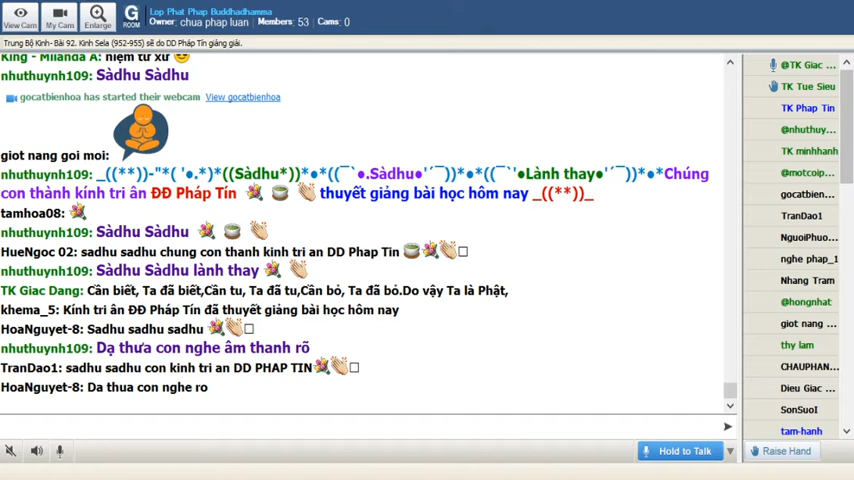 Lop Phat Phap Buddhadhamma
Owner: chua phap luan Members: 53 Cams: 0
View Cam My Cam Enlarge G ROOM
Trung Bộ Kinh- Bài 92. Kinh Sela (952-955) sẽ do DD Pháp Tín giảng giải.
King - Milanda A: niệm từ xứ
nhuthuynh109: Sàdhu Sàdhu
gocatbienhoa has started their webcam View gocatbienhoa
giot nang goi moi:
nhuthuynh109: _((**))-"*( '●.*)*((Sàdhu*))*●*((¯`●.Sàdhu●'´¯))*●*((¯`'●Lành thay●'´¯))*●*Chúng
con thành kính tri ân ĐĐ Pháp Tín thuyết giảng bài học hôm nay _((**))_
tamhoa08:
nhuthuynh109: Sàdhu Sàdhu
HueNgoc 02: sadhu sadhu chung con thanh kinh tri an DD Phap Tin
nhuthuynh109: Sàdhu Sàdhu lành thay
TK Giac Dang: Cần biết, Ta đã biết,Cần tu, Ta đã tu,Cần bỏ, Ta đã bỏ.Do vậy Ta là Phật,
khema_5: Kính tri ân ĐĐ Pháp Tín đã thuyết giảng bài học hôm nay
HoaNguyet-8: Sadhu sadhu sadhu
nhuthuynh109: Dạ thưa con nghe âm thanh rõ
TranDao1: sadhu sadhu con kinh tri an DD PHAP TIN
HoaNguyet-8: Da thua con nghe ro
@TK Giac ...
TK Tue Sieu
TK Phap Tin
@nhuthuy...
TK minhhanh
@motcoip...
gocatbien...
TranDao1
NguoiPhuo...
nghe phap_1
Nhang Tram
@hongnhat
giot nang ...
thy lam
CHAUPHAN...
Dieu Giac ...
SonSuoI
tam-hanh
Hold to Talk
Raise Hand